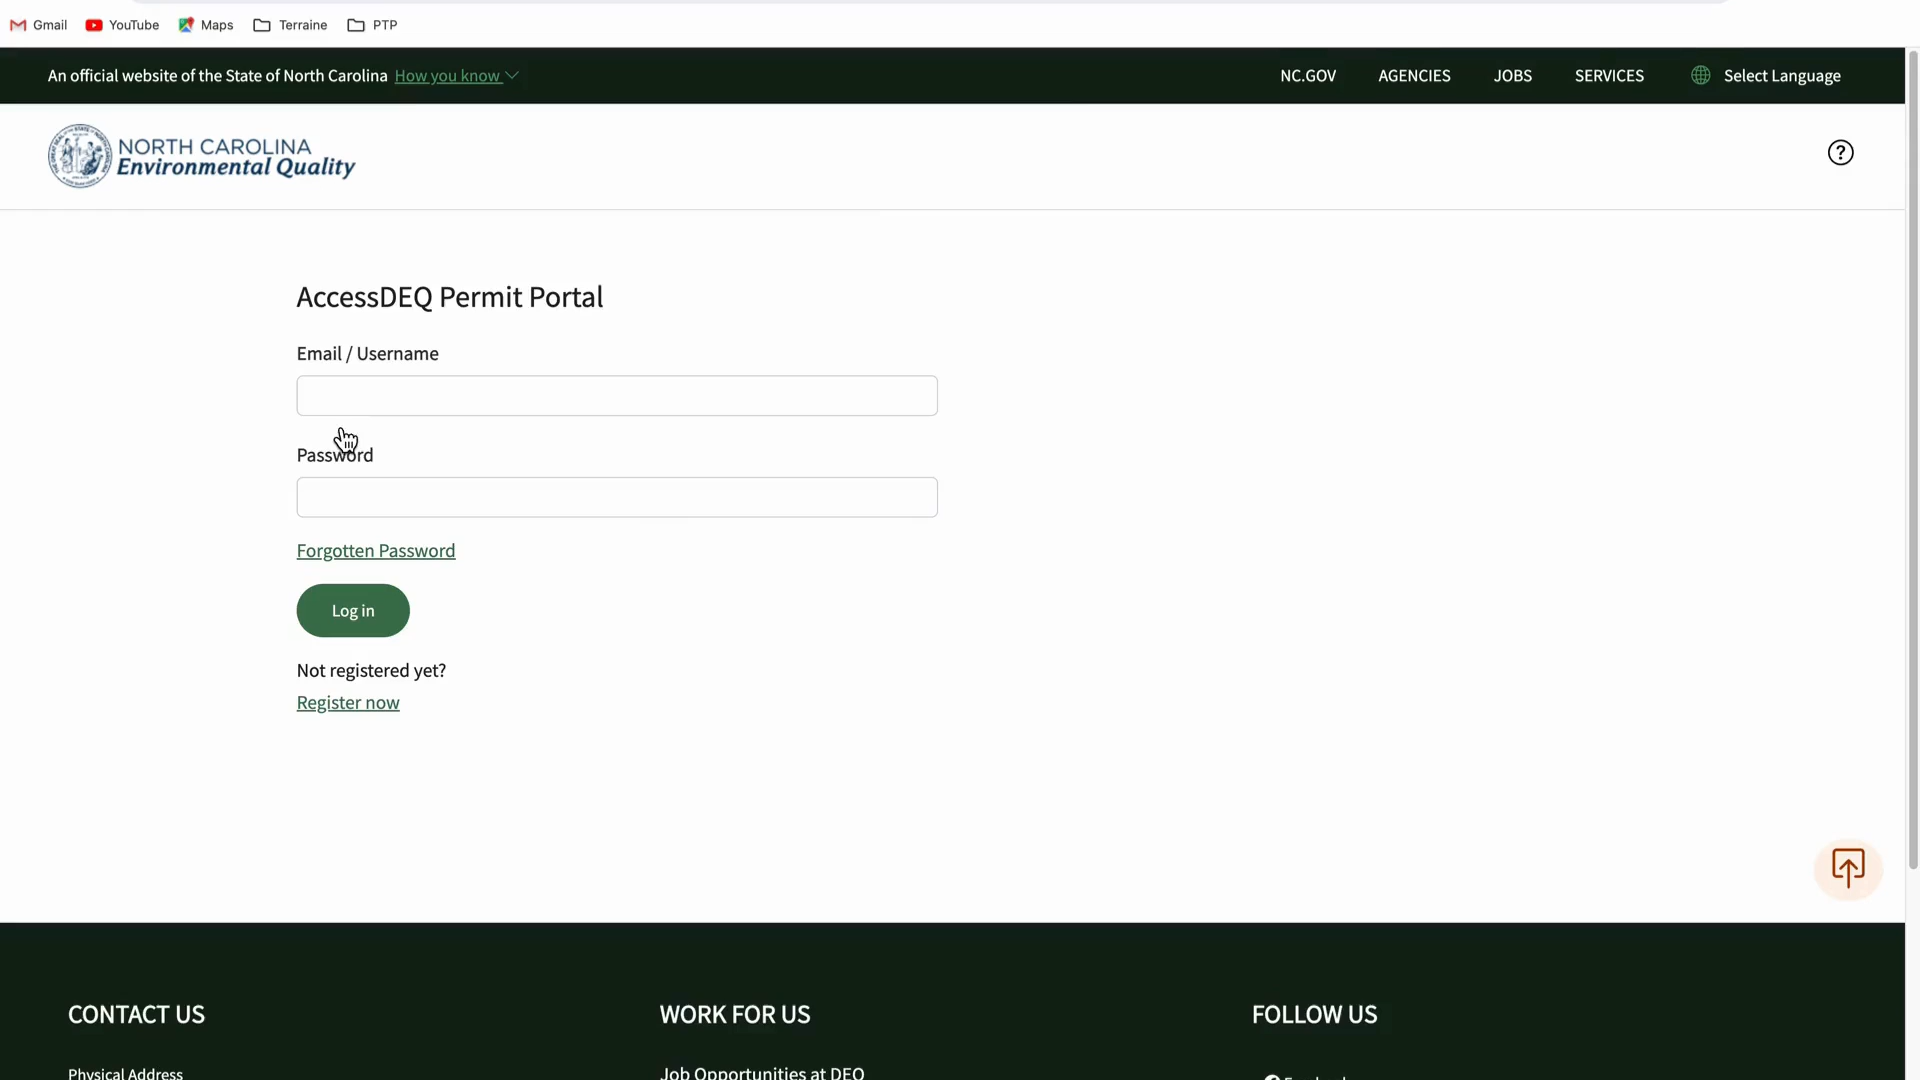 Gmail YouTube Maps Terraine PTP
An official website of the State of North Carolina How you know NC.GOV AGENCIES JOBS SERVICES Select Language
NORTH CAROLINA
Environmental Quality
?
AccessDEQ Permit Portal
Email / Username
Password
Forgotten Password
Log in
Not registered yet?
Register now
CONTACT US WORK FOR US FOLLOW US
Physical Address Job Opportunities at DEQ